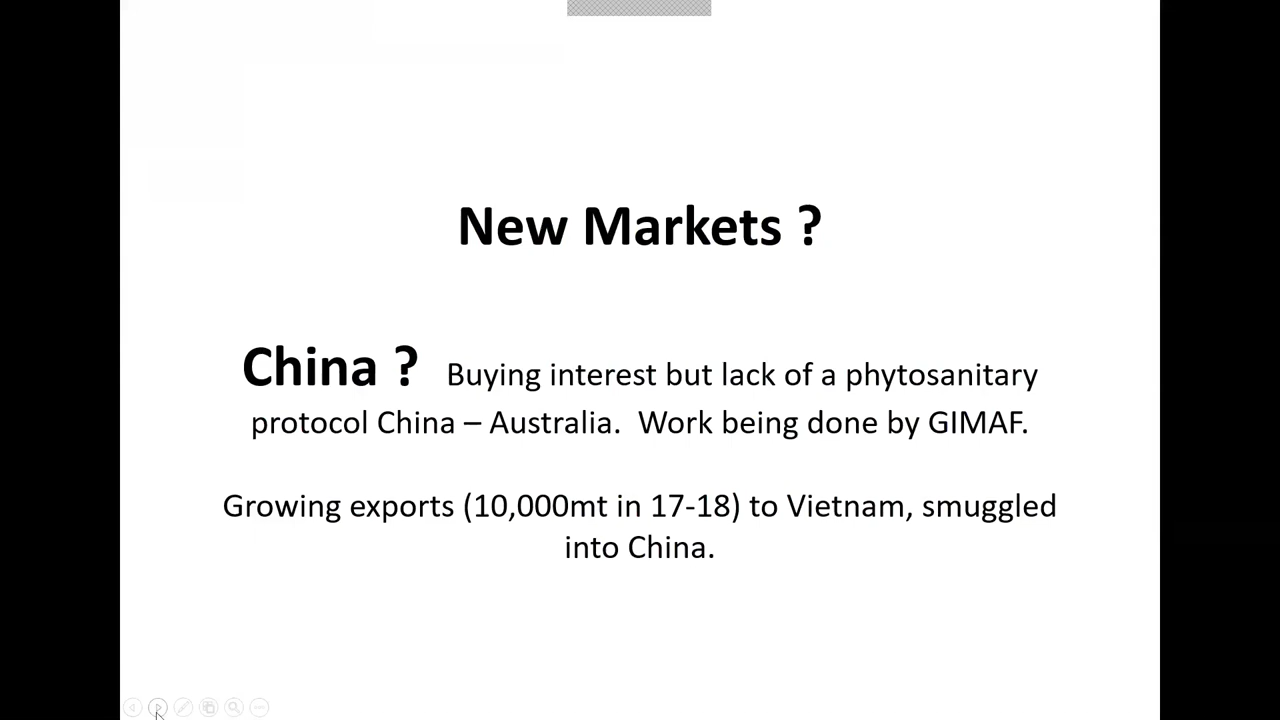 New Markets ?
China ? Buying interest but lack of a phytosanitary
protocol China – Australia. Work being done by GIMAF.
Growing exports (10,000mt in 17-18) to Vietnam, smuggled
into China.